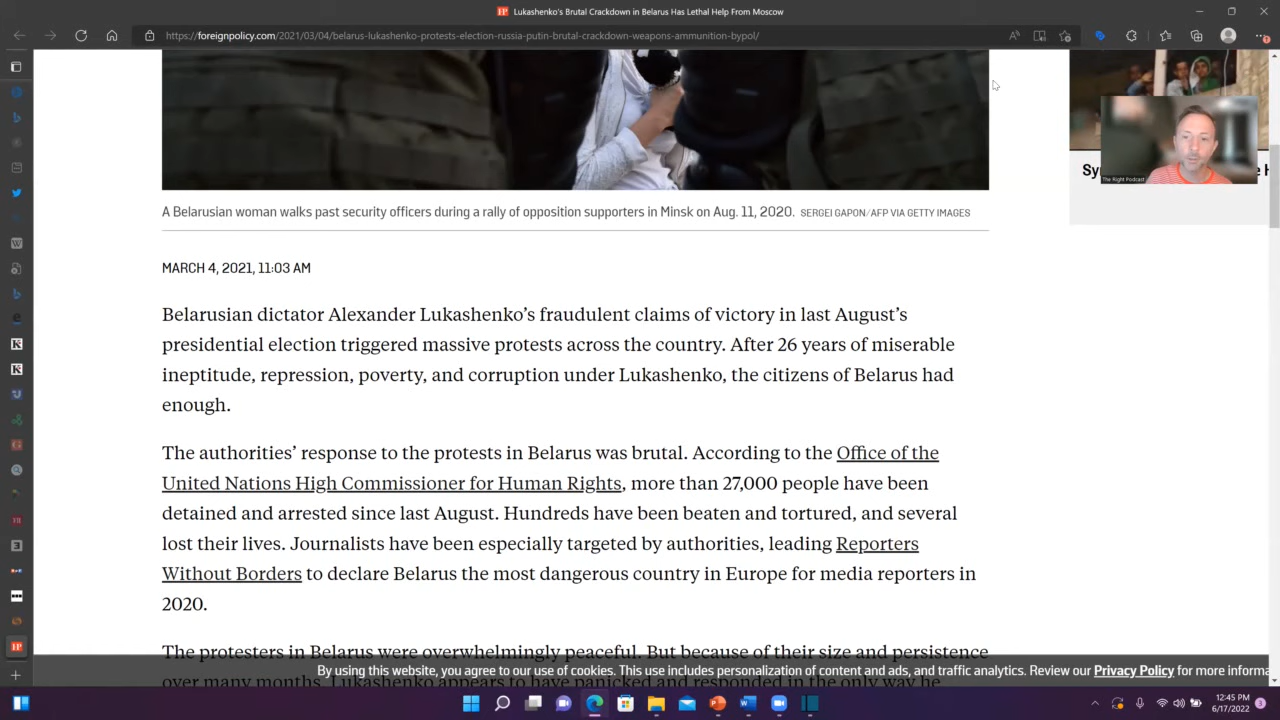 Lukashenko's Brutal Crackdown in Belarus Has Lethal Help From Moscow
https://foreignpolicy.com/2021/03/04/belarus-lukashenko-protests-election-russia-putin-brutal-crackdown-weapons-ammunition-bypol/
The Right Podcast
Sy
e H
A Belarusian woman walks past security officers during a rally of opposition supporters in Minsk on Aug. 11, 2020. SERGEI GAPON/AFP VIA GETTY IMAGES
MARCH 4, 2021, 11:03 AM
Belarusian dictator Alexander Lukashenko’s fraudulent claims of victory in last August’s
presidential election triggered massive protests across the country. After 26 years of miserable
ineptitude, repression, poverty, and corruption under Lukashenko, the citizens of Belarus had
enough.
The authorities’ response to the protests in Belarus was brutal. According to the Office of the
United Nations High Commissioner for Human Rights, more than 27,000 people have been
detained and arrested since last August. Hundreds have been beaten and tortured, and several
lost their lives. Journalists have been especially targeted by authorities, leading Reporters
Without Borders to declare Belarus the most dangerous country in Europe for media reporters in
2020.
The protesters in Belarus were overwhelmingly peaceful. But because of their size and persistence
over many months, Lukashenko appears to have panicked and responded in the only way he
By using this website, you agree to our use of cookies. This use includes personalization of content and ads, and traffic analytics. Review our Privacy Policy for more informa
12:45 PM
6/17/2022